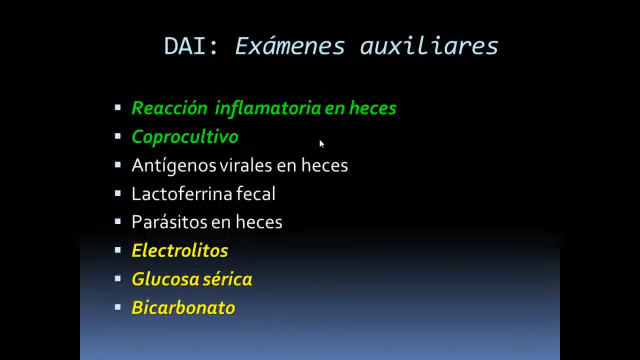 DAI: Exámenes auxiliares
Reacción inflamatoria en heces
Coprocultivo
Antígenos virales en heces
Lactoferrina fecal
Parásitos en heces
Electrolitos
Glucosa sérica
Bicarbonato